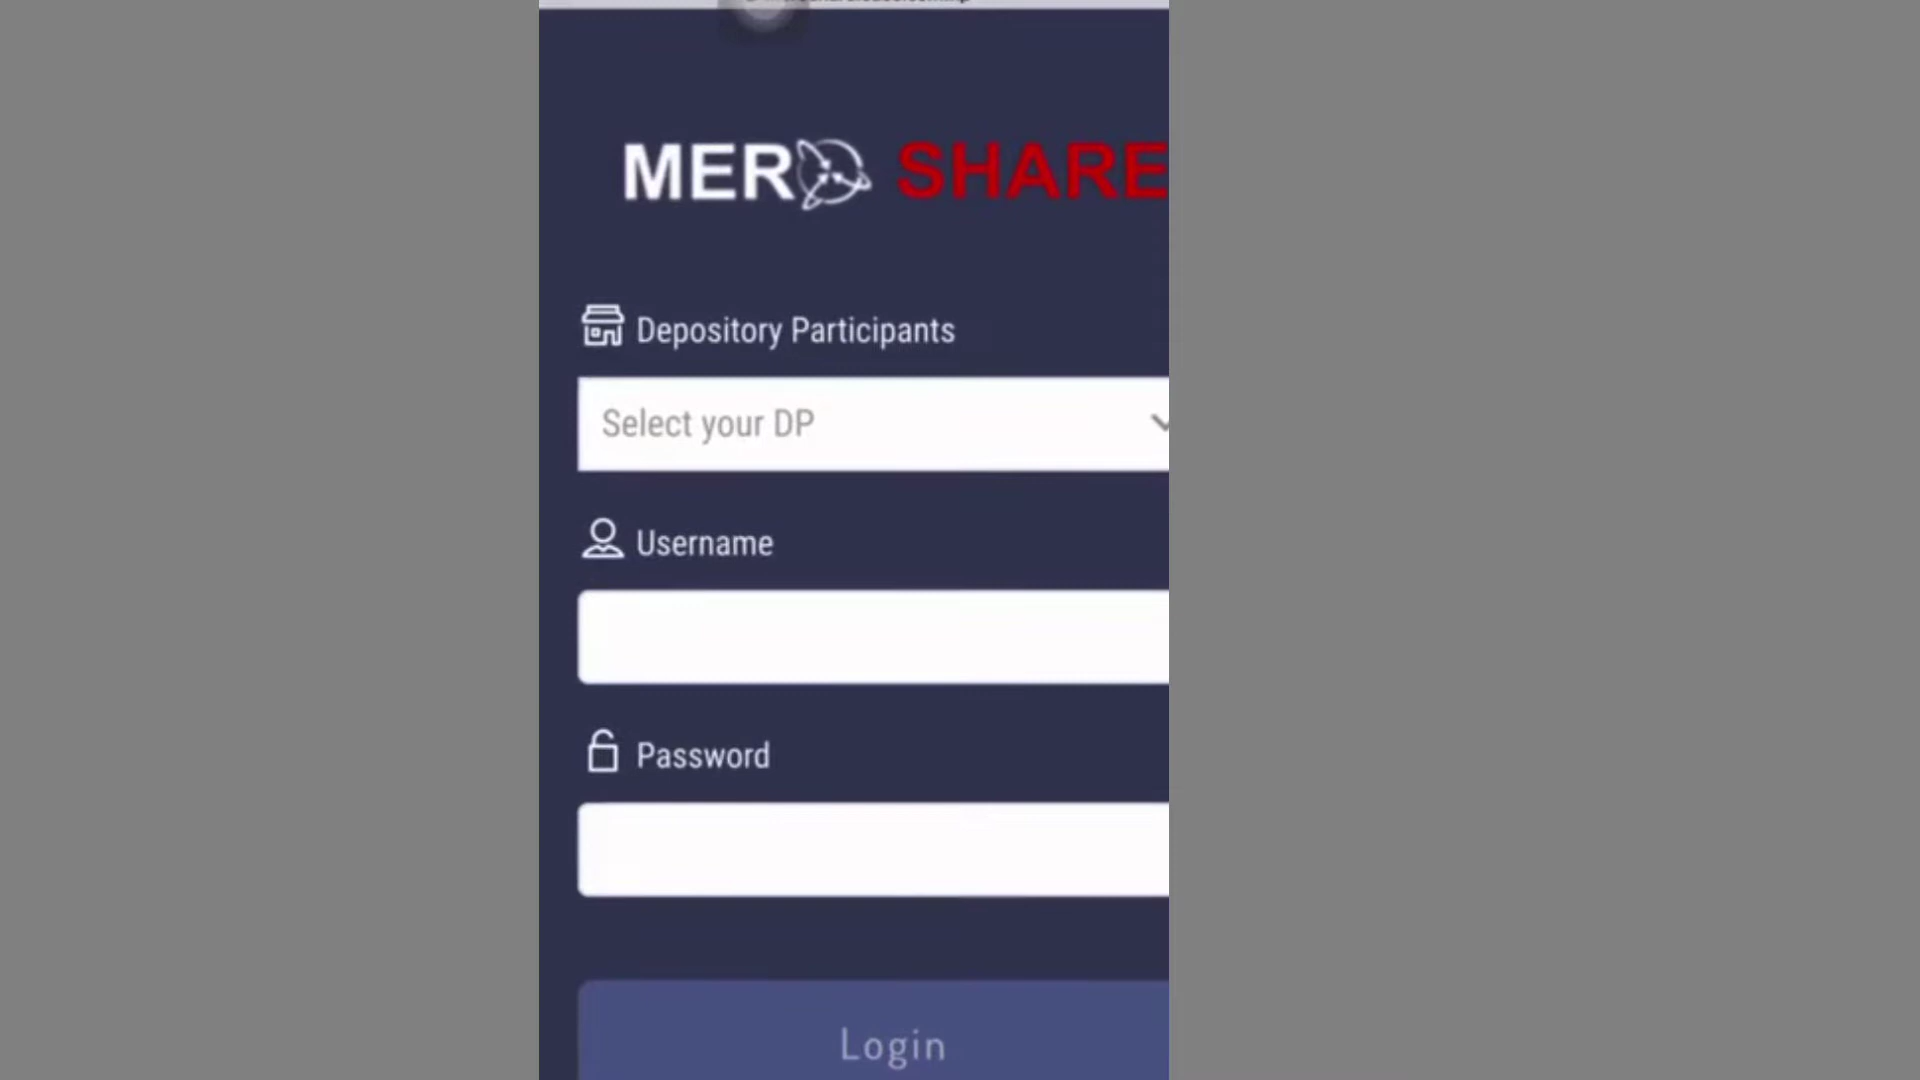 MERO SHARE
Depository Participants
Select your DP
Username
Password
Login